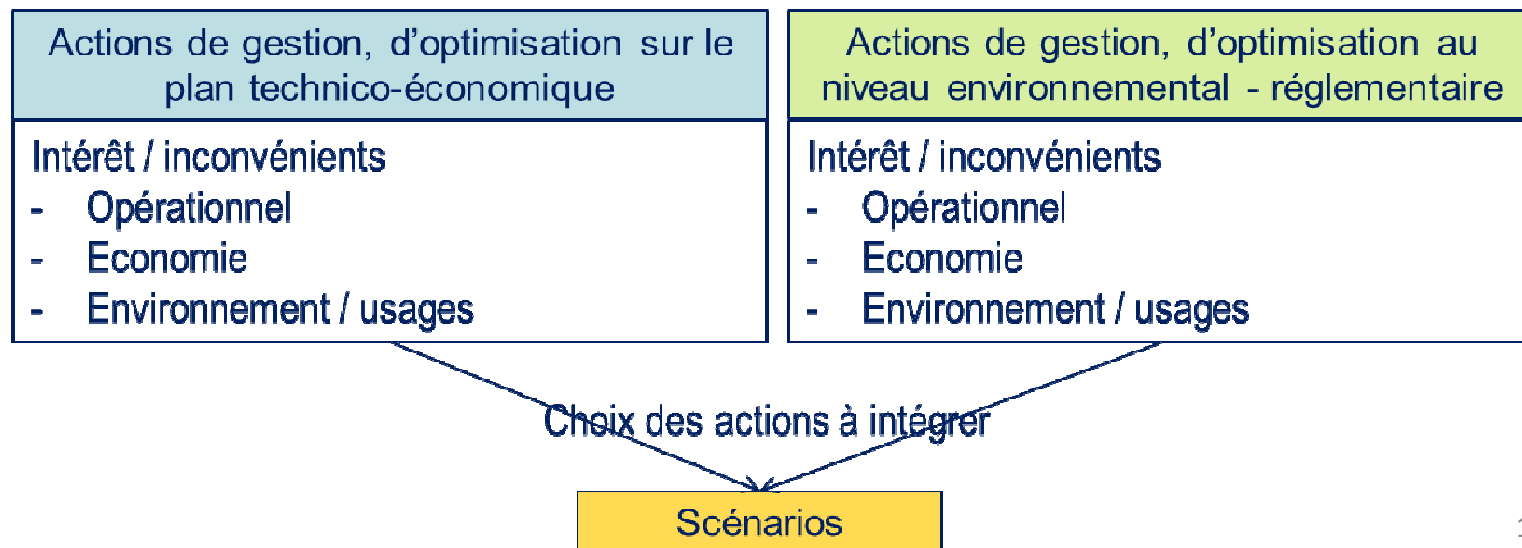 Actions de gestion, d'optimisation sur le
plan technico-économique
Intérêt / inconvénients
- Opérationnel
- Economie
- Environnement / usages
Actions de gestion, d'optimisation au
niveau environnemental - réglementaire
Intérêt / inconvénients
- Opérationnel
- Economie
- Environnement / usages
Choix des actions à intégrer
Scénarios